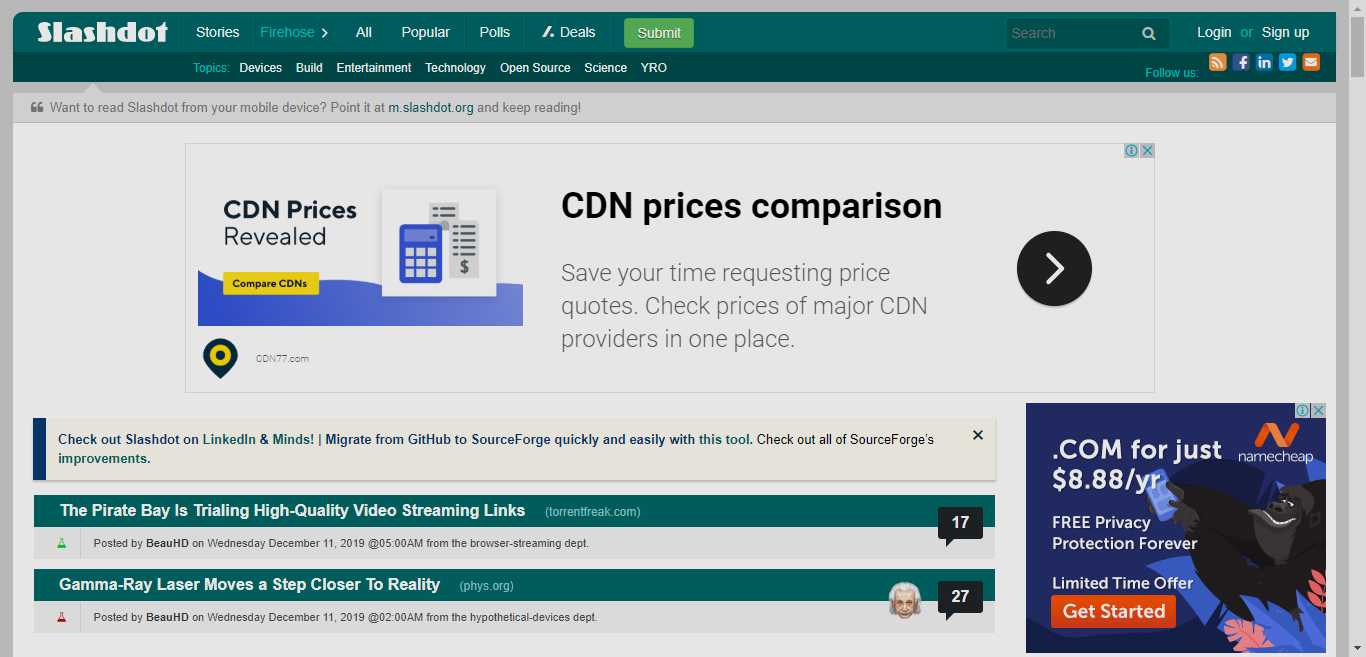 Slashdot Stories Firehose All Popular Polls Deals Submit Search Login or Sign up
Topics: Devices Build Entertainment Technology Open Source Science YRO Follow us:
Want to read Slashdot from your mobile device? Point it at m.slashdot.org and keep reading!
CDN Prices
Revealed
Compare CDNs
CDN77.com
CDN prices comparison
Save your time requesting price
quotes. Check prices of major CDN
providers in one place.
Check out Slashdot on LinkedIn & Minds! | Migrate from GitHub to SourceForge quickly and easily with this tool. Check out all of SourceForge's
improvements.
The Pirate Bay Is Trialing High-Quality Video Streaming Links (torrentfreak.com) 17
Posted by BeauHD on Wednesday December 11, 2019 @05:00AM from the browser-streaming dept.
Gamma-Ray Laser Moves a Step Closer To Reality (phys.org) 27
Posted by BeauHD on Wednesday December 11, 2019 @02:00AM from the hypothetical-devices dept.
namecheap
.COM for just
$8.88/yr
FREE Privacy
Protection Forever
Limited Time Offer
Get Started